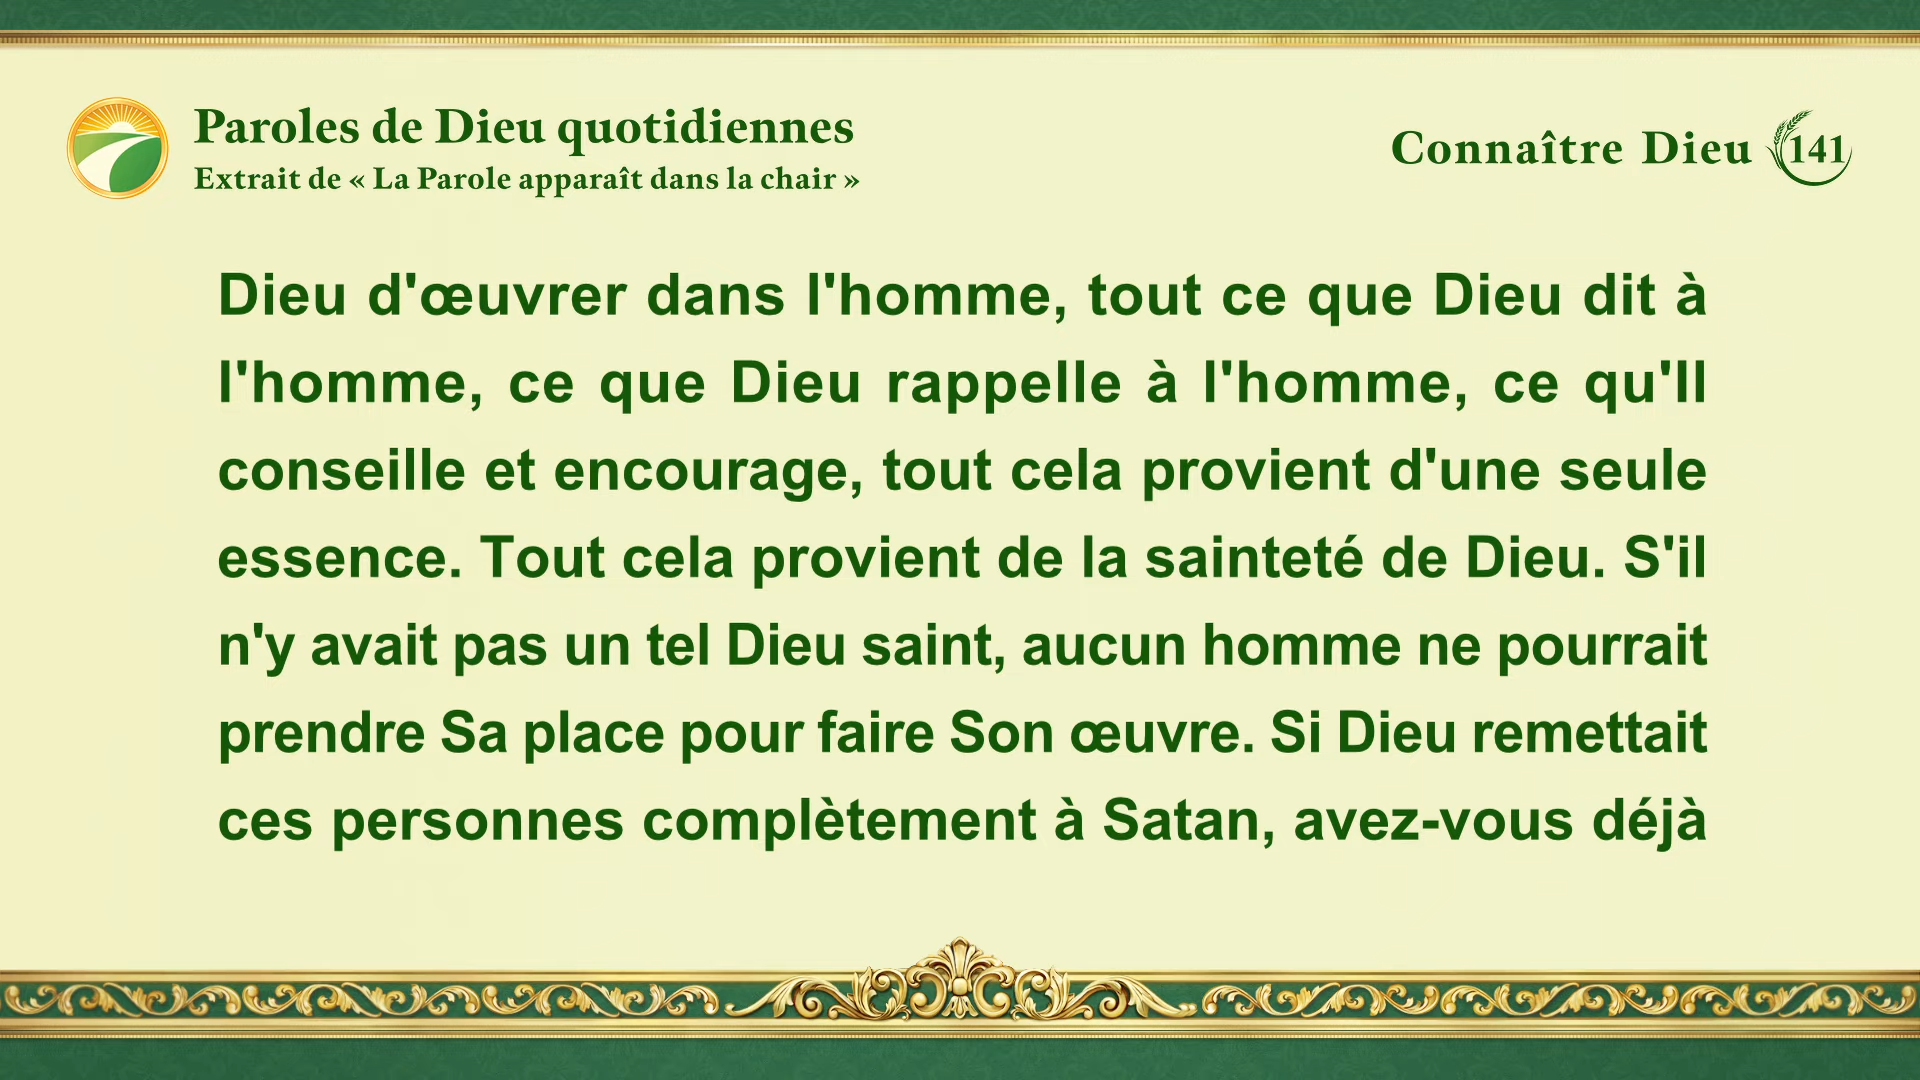 Paroles de Dieu quotidiennes
Extrait de « La Parole apparaît dans la chair »
Connaître Dieu 141
Dieu d'œuvrer dans l'homme, tout ce que Dieu dit à
l'homme, ce que Dieu rappelle à l'homme, ce qu'Il
conseille et encourage, tout cela provient d'une seule
essence. Tout cela provient de la sainteté de Dieu. S'il
n'y avait pas un tel Dieu saint, aucun homme ne pourrait
prendre Sa place pour faire Son œuvre. Si Dieu remettait
ces personnes complètement à Satan, avez-vous déjà